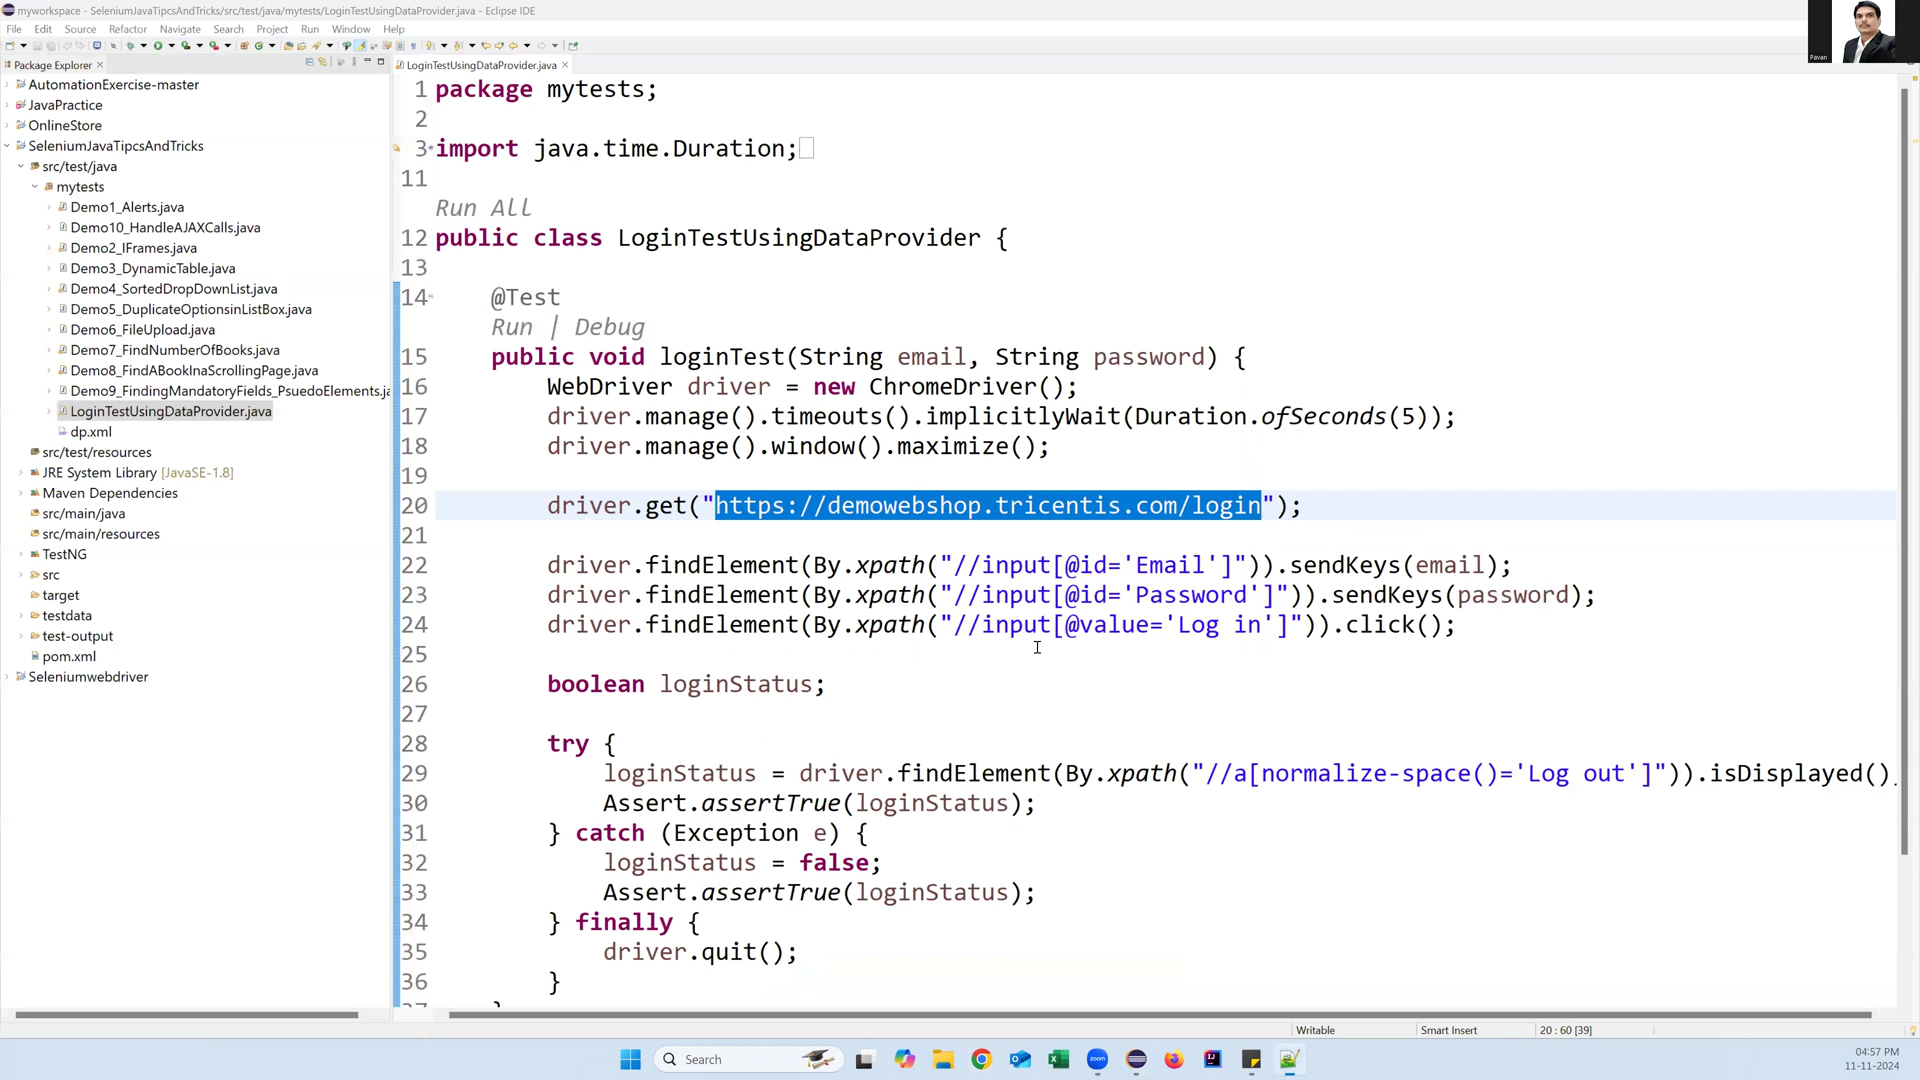 myworkspace - SeleniumJavaTipcsAndTricks/src/test/java/mytests/LoginTestUsingDataProvider.java - Eclipse IDE
File Edit Source Refactor Navigate Search Project Run Window Help
Package Explorer
AutomationExercise-master
JavaPractice
OnlineStore
SeleniumJavaTipcsAndTricks
src/test/java
mytests
Demo1_Alerts.java
Demo10_HandleAJAXCalls.java
Demo2_IFrames.java
Demo3_DynamicTable.java
Demo4_SortedDropDownList.java
Demo5_DuplicateOptionsinListBox.java
Demo6_FileUpload.java
Demo7_FindNumberOfBooks.java
Demo8_FindABookInaScrollingPage.java
Demo9_FindingMandatoryFields_PsuedoElements.ja
LoginTestUsingDataProvider.java
dp.xml
src/test/resources
JRE System Library [JavaSE-1.8]
Maven Dependencies
src/main/java
src/main/resources
TestNG
src
target
testdata
test-output
pom.xml
Seleniumwebdriver
LoginTestUsingDataProvider.java
1 package mytests;
2
3 import java.time.Duration;
11
Run All
12 public class LoginTestUsingDataProvider {
13
14 @Test
Run | Debug
15 public void loginTest(String email, String password) {
16 WebDriver driver = new ChromeDriver();
17 driver.manage().timeouts().implicitlyWait(Duration.ofSeconds(5));
18 driver.manage().window().maximize();
19
20 driver.get("https://demowebshop.tricentis.com/login");
21
22 driver.findElement(By.xpath("//input[@id='Email']")).sendKeys(email);
23 driver.findElement(By.xpath("//input[@id='Password']")).sendKeys(password);
24 driver.findElement(By.xpath("//input[@value='Log in']")).click();
25
26 boolean loginStatus;
27
28 try {
29 loginStatus = driver.findElement(By.xpath("//a[normalize-space()='Log out']")).isDisplayed()
30 Assert.assertTrue(loginStatus);
31 } catch (Exception e) {
32 loginStatus = false;
33 Assert.assertTrue(loginStatus);
34 } finally {
35 driver.quit();
36 }
Pavan
Writable Smart Insert 20 : 60 [39]
Search
zoom
04:57 PM
11-11-2024